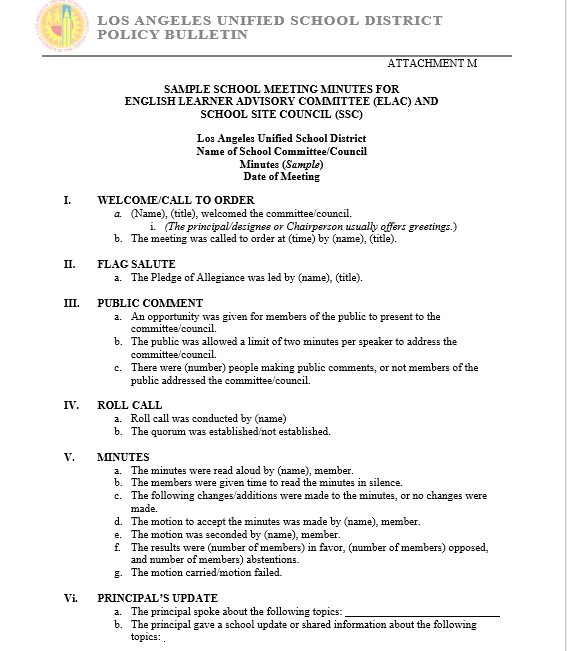 LOS ANGELES UNIFIED SCHOOL DISTRICT
POLICY BULLETIN
ATTACHMENT M
SAMPLE SCHOOL MEETING MINUTES FOR
ENGLISH LEARNER ADVISORY COMMITTEE (ELAC) AND
SCHOOL SITE COUNCIL (SSC)
Los Angeles Unified School District
Name of School Committee/Council
Minutes (Sample)
Date of Meeting
I. WELCOME/CALL TO ORDER
a. (Name), (title), welcomed the committee/council.
i. (The principal/designee or Chairperson usually offers greetings.)
b. The meeting was called to order at (time) by (name), (title).
II. FLAG SALUTE
a. The Pledge of Allegiance was led by (name), (title).
III. PUBLIC COMMENT
a. An opportunity was given for members of the public to present to the
committee/council.
b. The public was allowed a limit of two minutes per speaker to address the
committee/council.
c. There were (number) people making public comments, or not members of the
public addressed the committee/council.
IV. ROLL CALL
a. Roll call was conducted by (name)
b. The quorum was established/not established.
V. MINUTES
a. The minutes were read aloud by (name), member.
b. The members were given time to read the minutes in silence.
c. The following changes/additions were made to the minutes, or no changes were
made.
d. The motion to accept the minutes was made by (name), member.
e. The motion was seconded by (name), member.
f. The results were (number of members) in favor, (number of members) opposed,
and number of members) abstentions.
g. The motion carried/motion failed.
Vi. PRINCIPAL'S UPDATE
a. The principal spoke about the following topics: ____________________
b. The principal gave a school update or shared information about the following
topics: .